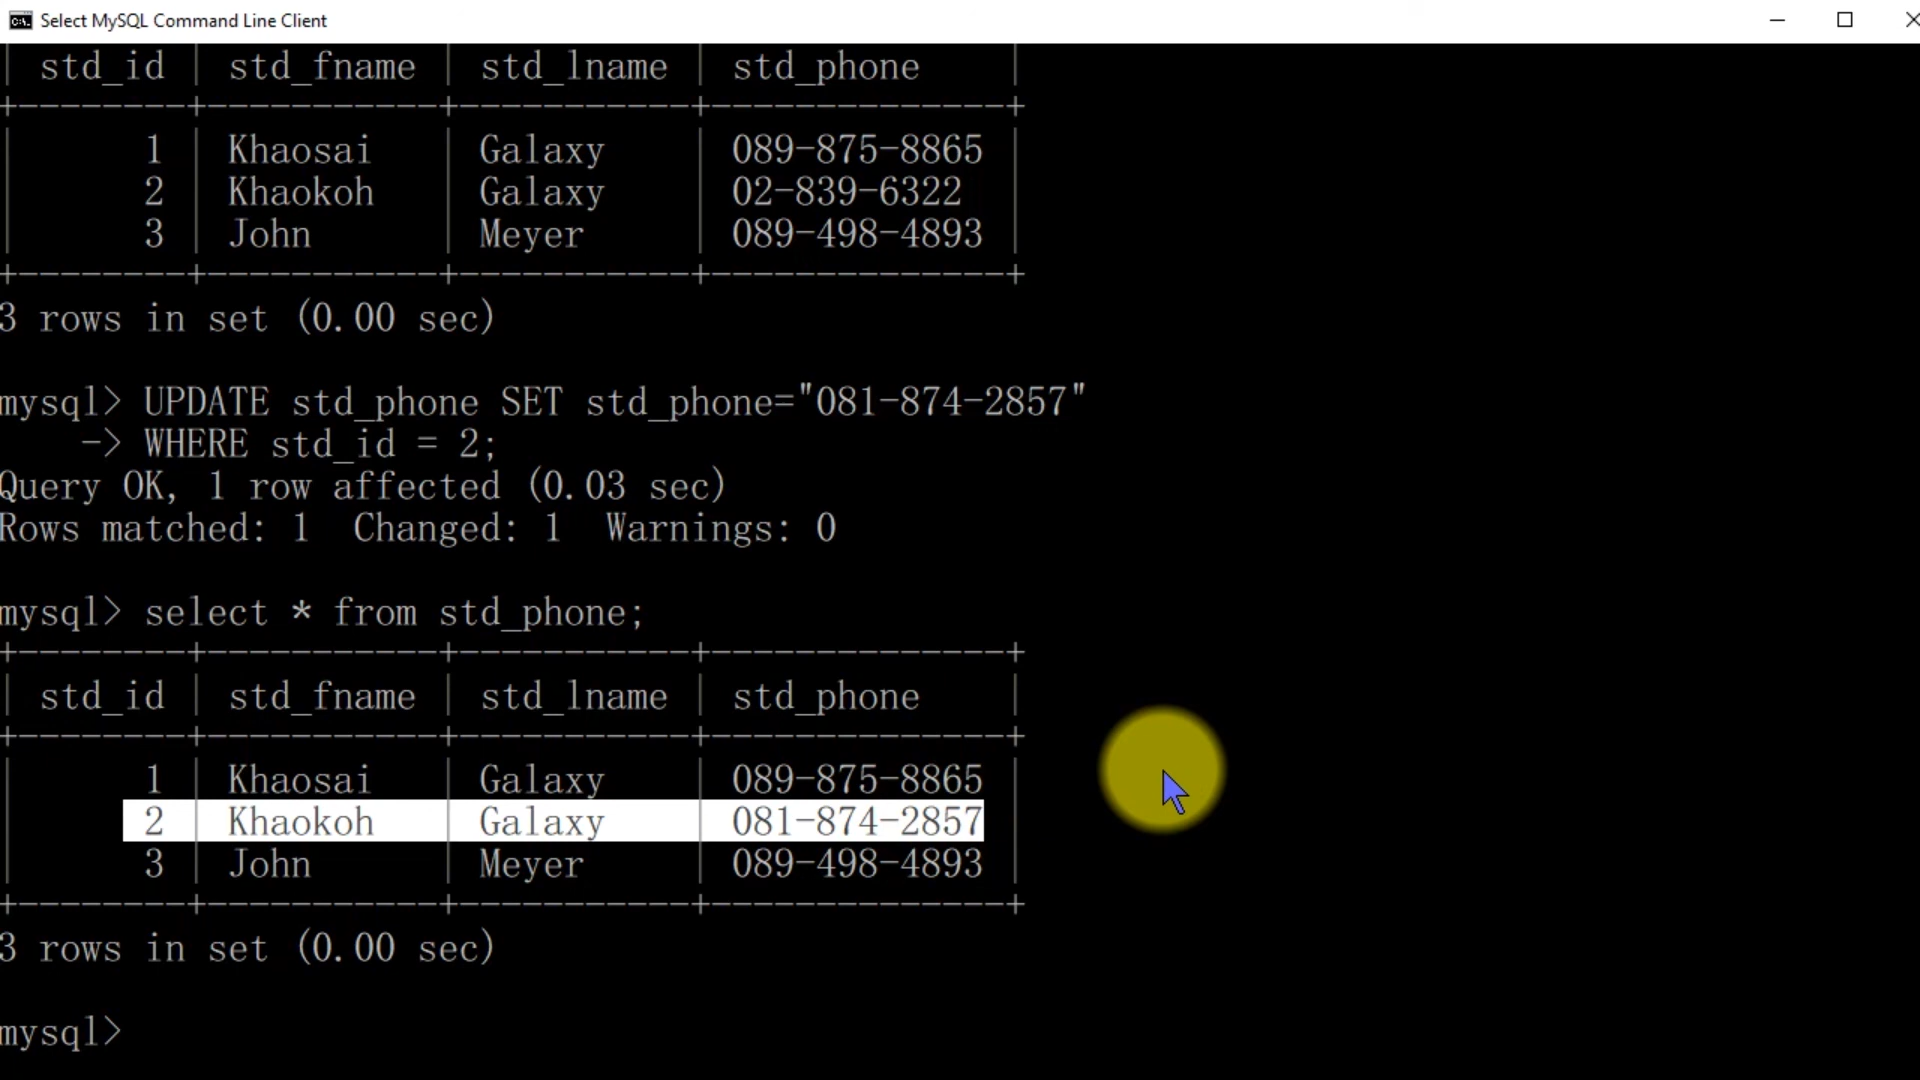 Select MySQL Command Line Client
| std_id | std_fname | std_lname | std_phone |
+--------+-----------+-----------+--------------+
| 1 | Khaosai | Galaxy | 089-875-8865 |
| 2 | Khaokoh | Galaxy | 02-839-6322 |
| 3 | John | Meyer | 089-498-4893 |
+--------+-----------+-----------+--------------+
3 rows in set (0.00 sec)
mysql> UPDATE std_phone SET std_phone="081-874-2857"
-> WHERE std_id = 2;
Query OK, 1 row affected (0.03 sec)
Rows matched: 1 Changed: 1 Warnings: 0
mysql> select * from std_phone;
+--------+-----------+-----------+--------------+
| std_id | std_fname | std_lname | std_phone |
+--------+-----------+-----------+--------------+
| 1 | Khaosai | Galaxy | 089-875-8865 |
| 2 | Khaokoh | Galaxy | 081-874-2857 |
| 3 | John | Meyer | 089-498-4893 |
+--------+-----------+-----------+--------------+
3 rows in set (0.00 sec)
mysql>